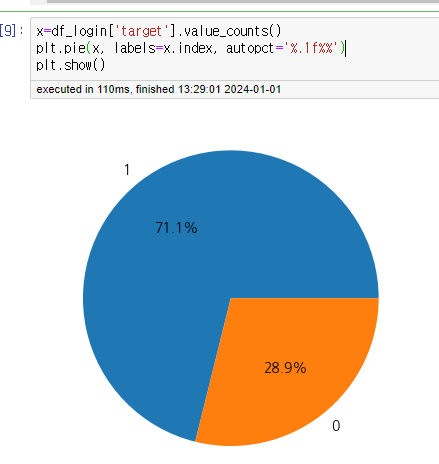 [9]:
x=df_login['target'].value_counts()
plt.pie(x, labels=x.index, autopct='%.1f%%')
plt.show()
executed in 110ms, finished 13:29:01 2024-01-01
1
71.1%
28.9%
0